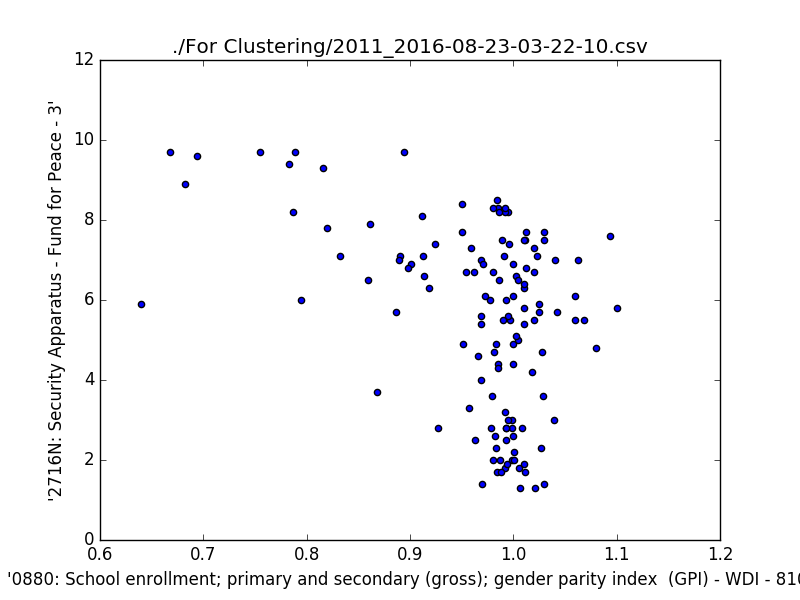 ./For Clustering/2011_2016-08-23-03-22-10.csv
'2716N: Security Apparatus - Fund for Peace - 3'
12
10
8
6
4
2
0
0.6 0.7 0.8 0.9 1.0 1.1 1.2
'0880: School enrollment; primary and secondary (gross); gender parity index  (GPI) - WDI - 810